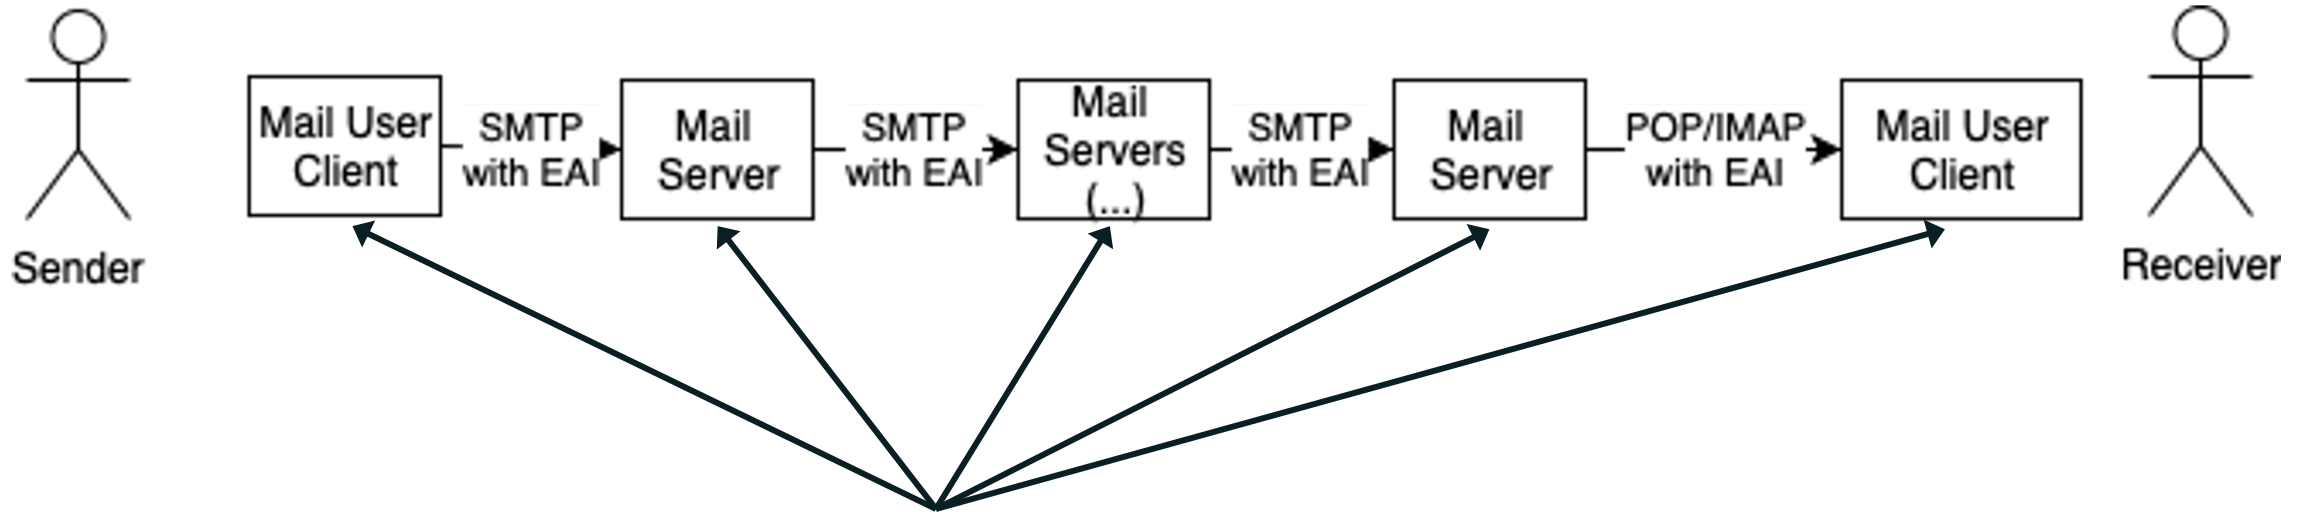 Sender
Mail User
Client
SMTP
with EAI
Mail
Server
SMTP
with EAI
Mail
Servers
(...)
SMTP
with EAI
Mail
Server
POP/IMAP
with EAI
Mail User
Client
Receiver